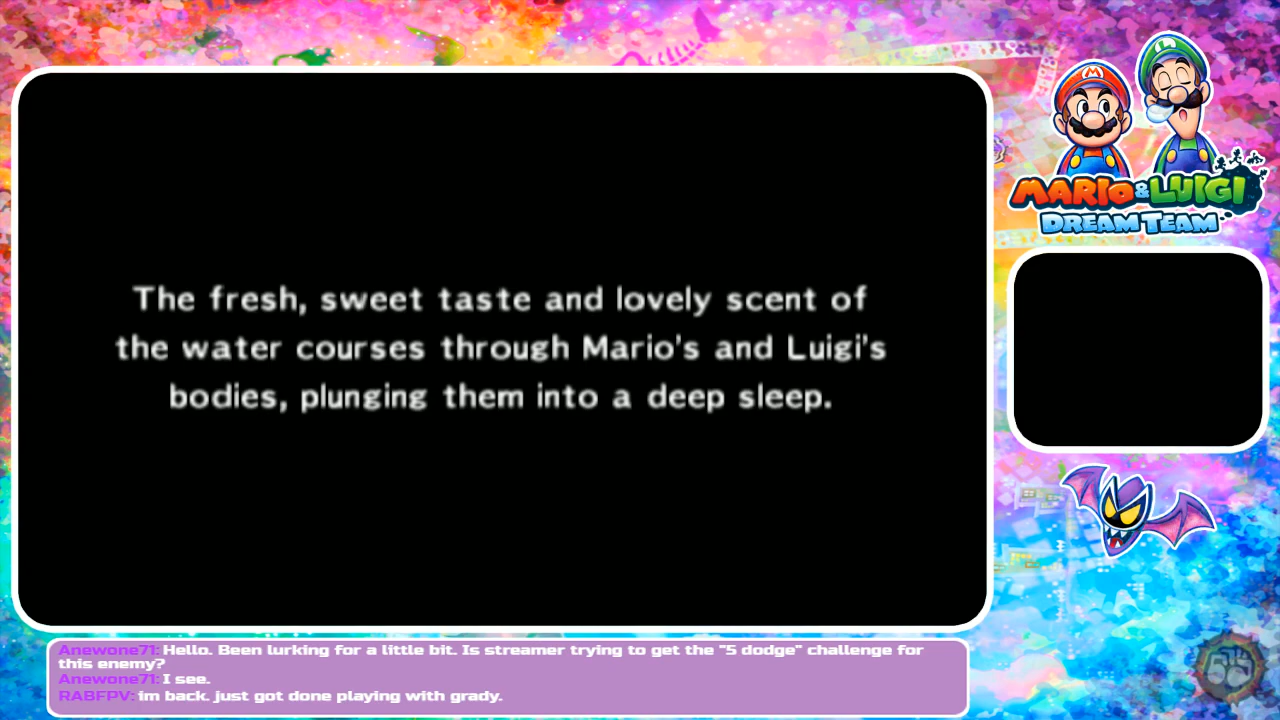 MARIO & LUIGI
DREAM TEAM
The fresh, sweet taste and lovely scent of
the water courses through Mario's and Luigi's
bodies, plunging them into a deep sleep.
Anewone71: Hello. Been lurking for a little bit. Is streamer trying to get the "5 dodge" challenge for
this enemy?
Anewone71: I see.
RABFPV: im back. just got done playing with grady.